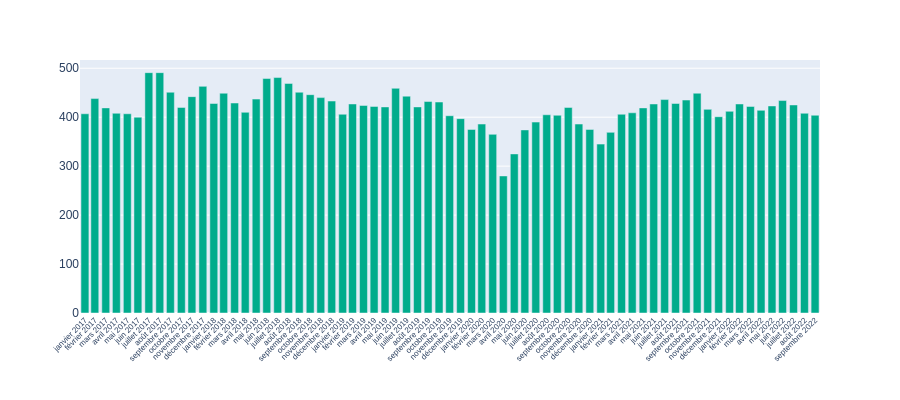 500
400
300
200
100
0
janvier 2017
février 2017
mars 2017
avril 2017
mai 2017
juin 2017
juillet 2017
août 2017
septembre 2017
octobre 2017
novembre 2017
décembre 2017
janvier 2018
février 2018
mars 2018
avril 2018
mai 2018
juin 2018
juillet 2018
août 2018
septembre 2018
octobre 2018
novembre 2018
décembre 2018
janvier 2019
février 2019
mars 2019
avril 2019
mai 2019
juin 2019
juillet 2019
août 2019
septembre 2019
octobre 2019
novembre 2019
décembre 2019
janvier 2020
février 2020
mars 2020
avril 2020
mai 2020
juin 2020
juillet 2020
août 2020
septembre 2020
octobre 2020
novembre 2020
décembre 2020
janvier 2021
février 2021
mars 2021
avril 2021
mai 2021
juin 2021
juillet 2021
août 2021
septembre 2021
octobre 2021
novembre 2021
décembre 2021
janvier 2022
février 2022
mars 2022
avril 2022
mai 2022
juin 2022
juillet 2022
août 2022
septembre 2022